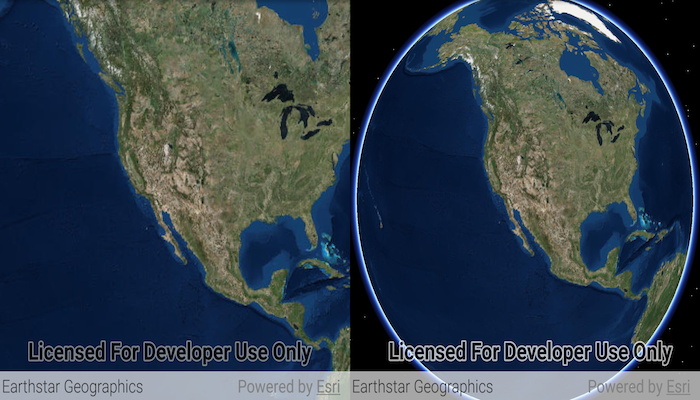 Licensed For Developer Use Only
Licensed For Developer Use Only
Earthstar Geographics
Powered by Esri
Earthstar Geographics
Powered by Esri